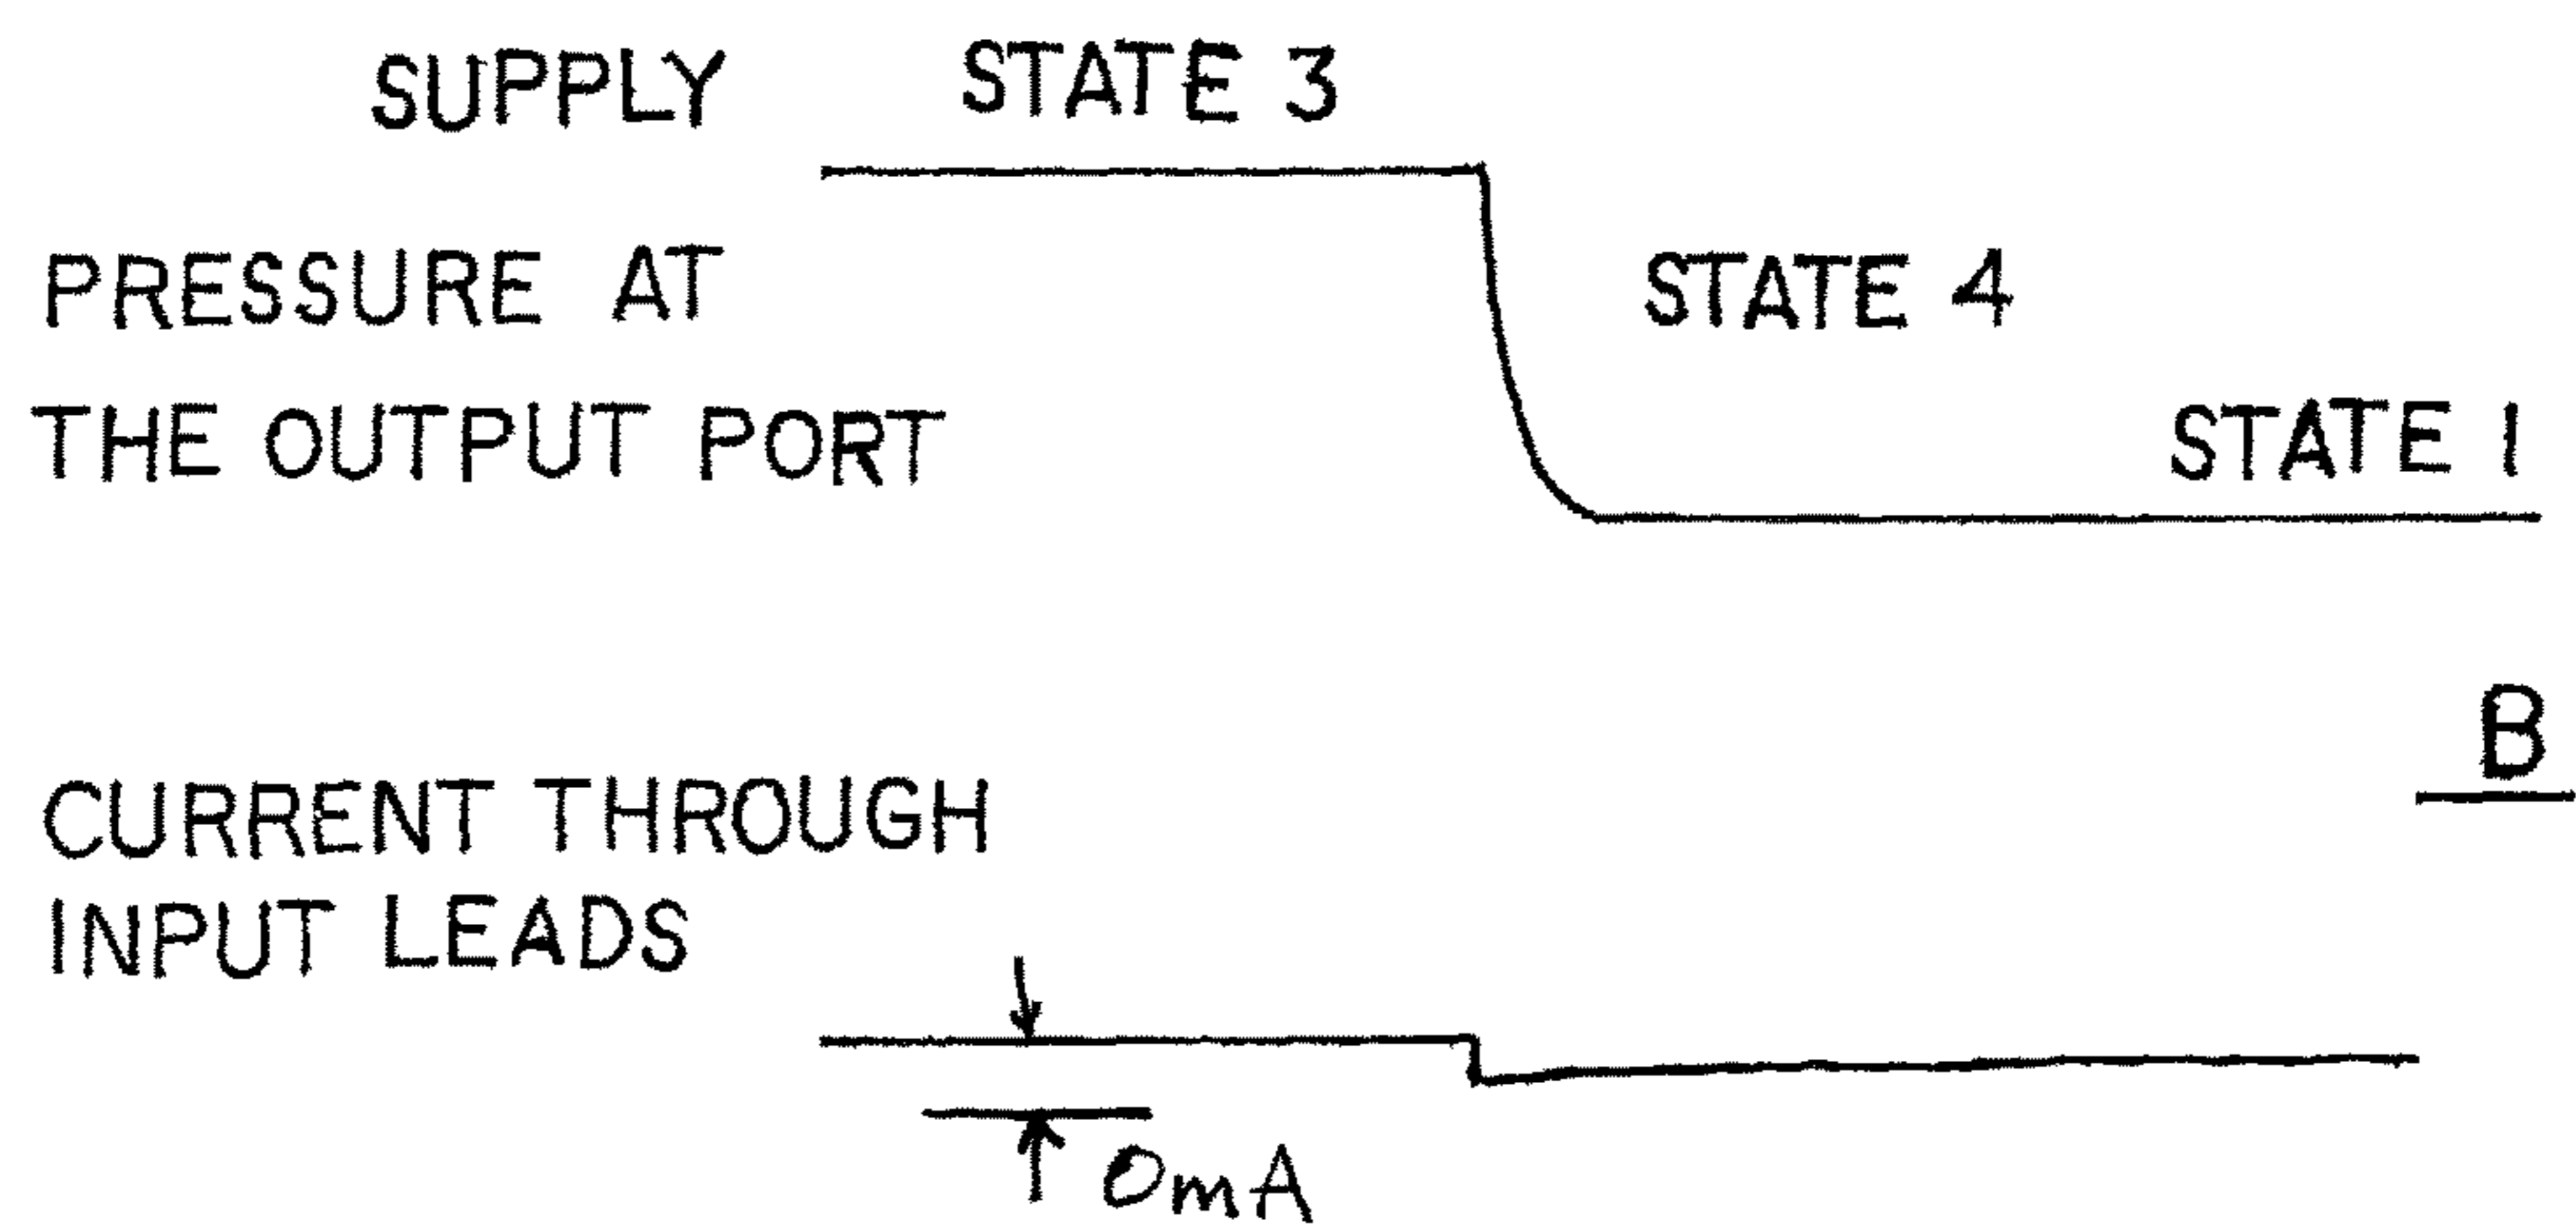 SUPPLY
STATE 3
PRESSURE AT
STATE 4
THE OUTPUT PORT
STATE 1
B
CURRENT THROUGH
INPUT LEADS
0mA